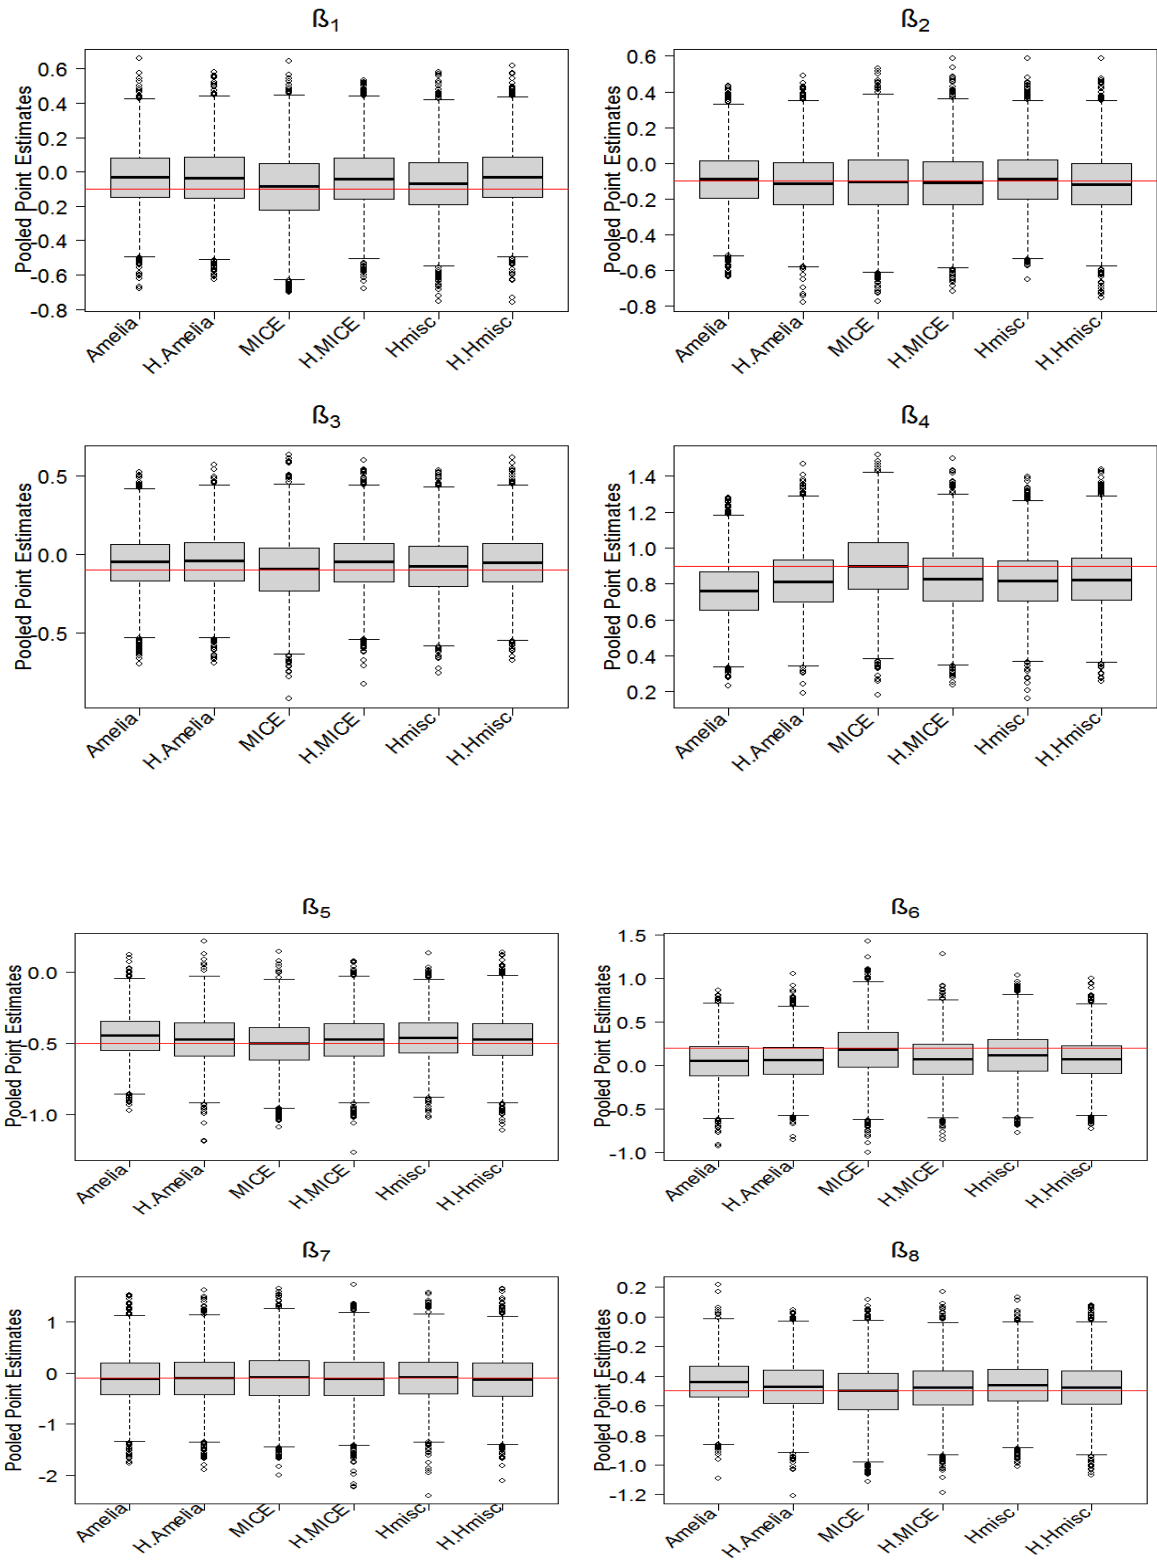 ß1
ß2
Pooled Point Estimates
0.6
0.4
0.2
0.0
-0.2
-0.4
-0.6
-0.8
Amelia
H.Amelia
MICE
H.MICE
Hmisc
H.Hmisc
Pooled Point Estimates
0.6
0.4
0.2
0.0
-0.2
-0.4
-0.6
-0.8
Amelia
H.Amelia
MICE
H.MICE
Hmisc
H.Hmisc
ß3
ß4
Pooled Point Estimates
0.5
0.0
-0.5
Amelia
H.Amelia
MICE
H.MICE
Hmisc
H.Hmisc
Pooled Point Estimates
1.4
1.2
1.0
0.8
0.6
0.4
0.2
Amelia
H.Amelia
MICE
H.MICE
Hmisc
H.Hmisc
ß5
ß6
Pooled Point Estimates
0.0
-0.5
-1.0
Amelia
H.Amelia
MICE
H.MICE
Hmisc
H.Hmisc
Pooled Point Estimates
1.5
1.0
0.5
0.0
-0.5
-1.0
Amelia
H.Amelia
MICE
H.MICE
Hmisc
H.Hmisc
ß7
ß8
Pooled Point Estimates
1
0
-1
-2
Amelia
H.Amelia
MICE
H.MICE
Hmisc
H.Hmisc
Pooled Point Estimates
0.2
0.0
-0.2
-0.4
-0.6
-0.8
-1.0
-1.2
Amelia
H.Amelia
MICE
H.MICE
Hmisc
H.Hmisc